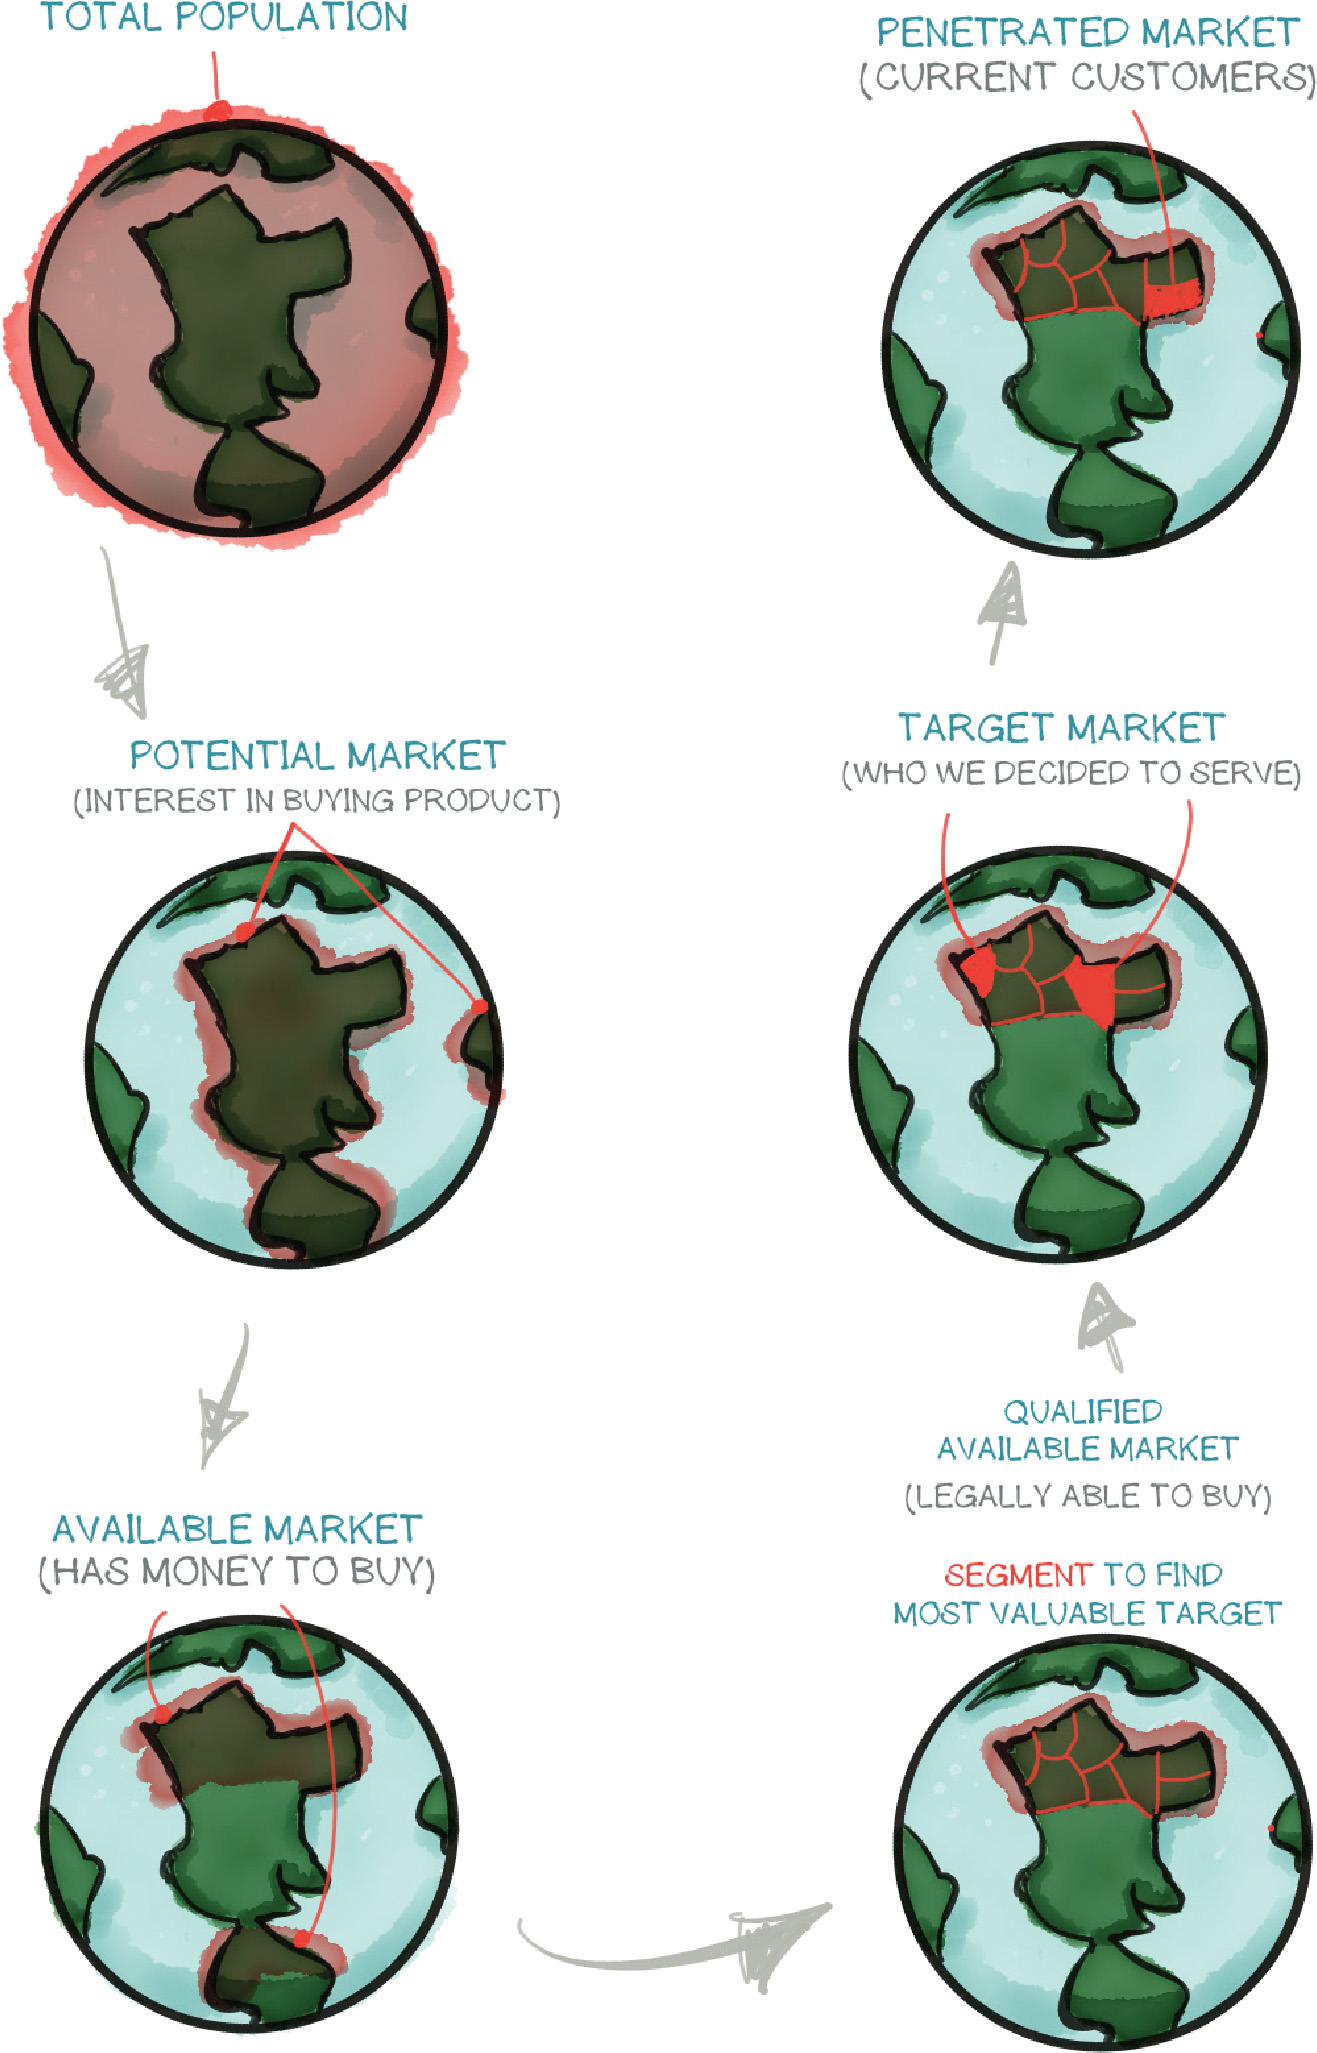 TOTAL POPULATION
POTENTIAL MARKET
(INTEREST IN BUYING PRODUCT)
AVAILABLE MARKET
(HAS MONEY TO BUY)
QUALIFIED
AVAILABLE MARKET
(LEGALLY ABLE TO BUY)
SEGMENT TO FIND
MOST VALUABLE TARGET
TARGET MARKET
(WHO WE DECIDED TO SERVE)
PENETRATED MARKET
(CURRENT CUSTOMERS)